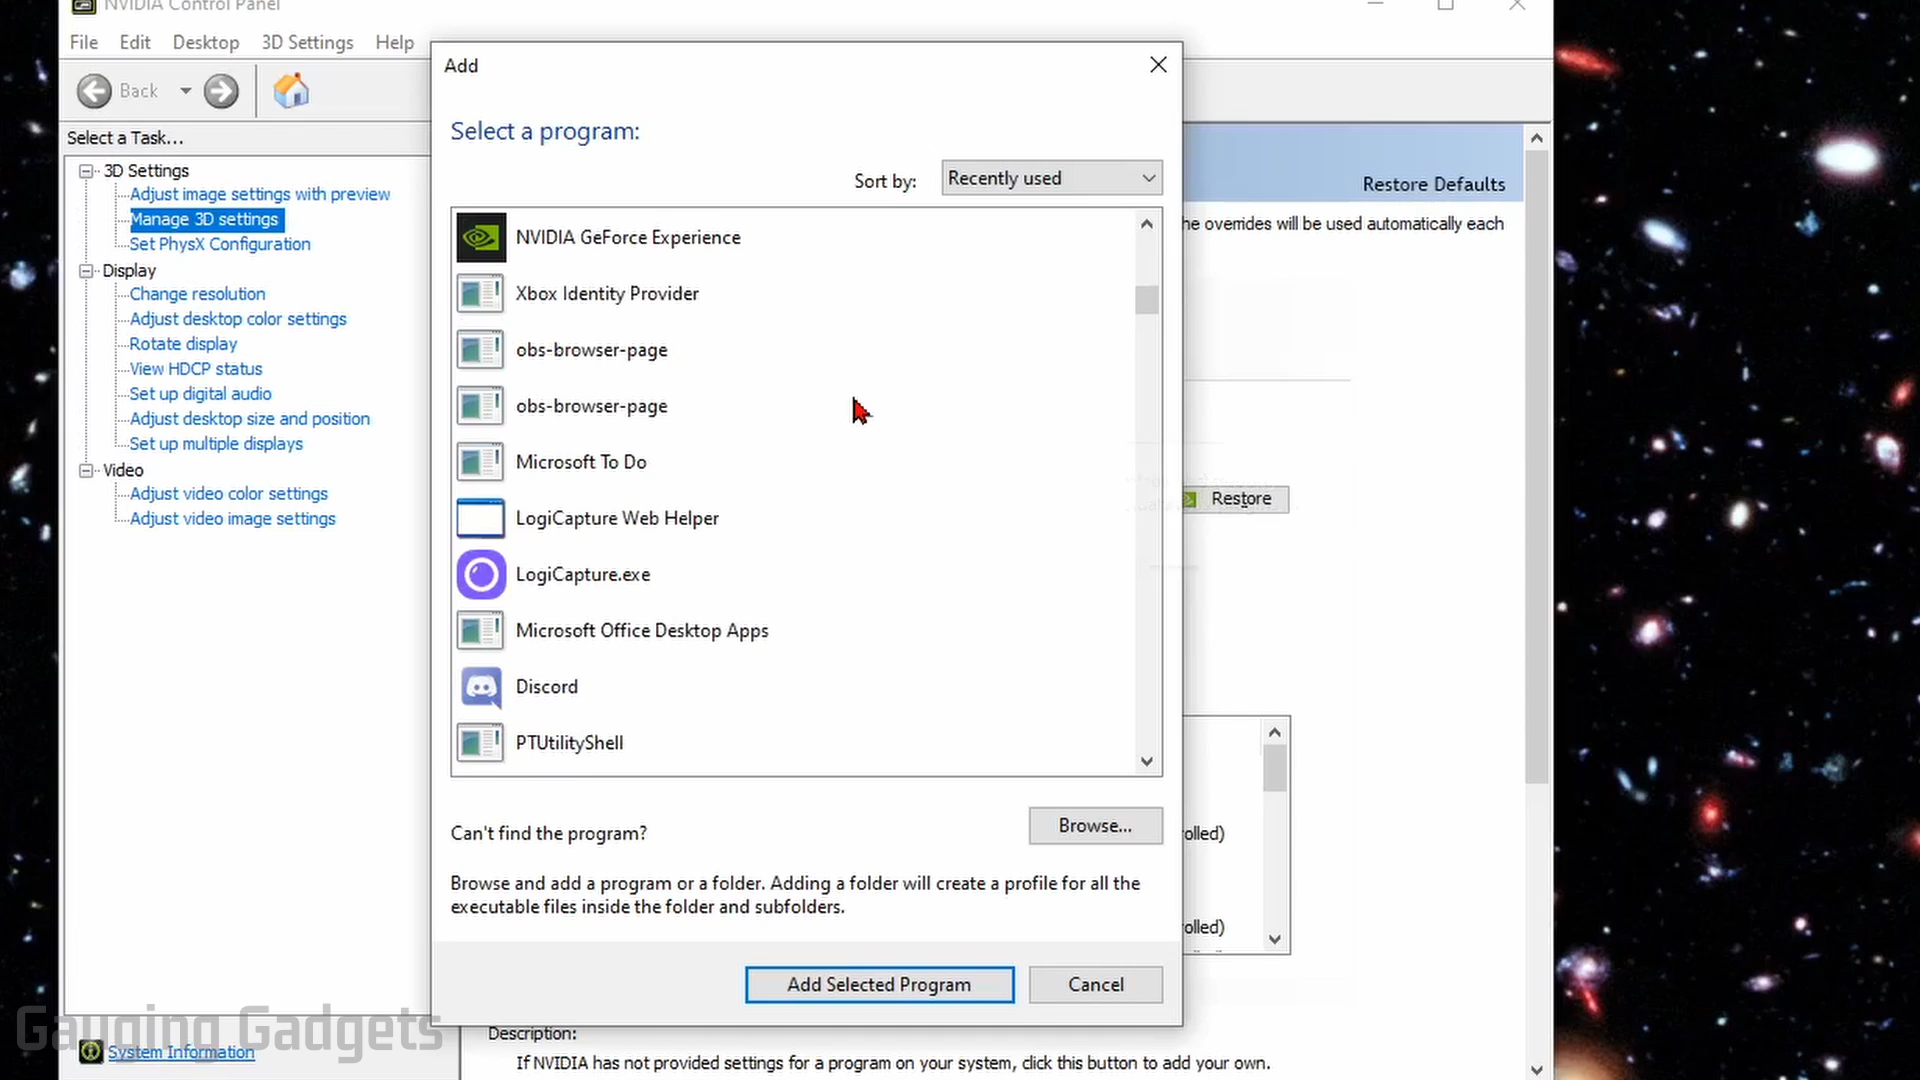 NVIDIA Control Panel
File Edit Desktop 3D Settings Help
Back
Select a Task...
3D Settings
Adjust image settings with preview
Manage 3D settings
Set PhysX Configuration
Display
Change resolution
Adjust desktop color settings
Rotate display
View HDCP status
Set up digital audio
Adjust desktop size and position
Set up multiple displays
Video
Adjust video color settings
Adjust video image settings
System Information
Gauging Gadgets
Add
Select a program:
Sort by: Recently used
NVIDIA GeForce Experience
Xbox Identity Provider
obs-browser-page
obs-browser-page
Microsoft To Do
LogiCapture Web Helper
LogiCapture.exe
Microsoft Office Desktop Apps
Discord
PTUtilityShell
Can't find the program? Browse...
Browse and add a program or a folder. Adding a folder will create a profile for all the
executable files inside the folder and subfolders.
Add Selected Program Cancel
Restore Defaults
he overrides will be used automatically each
Restore
olled)
olled)
Description:
If NVIDIA has not provided settings for a program on your system, click this button to add your own.